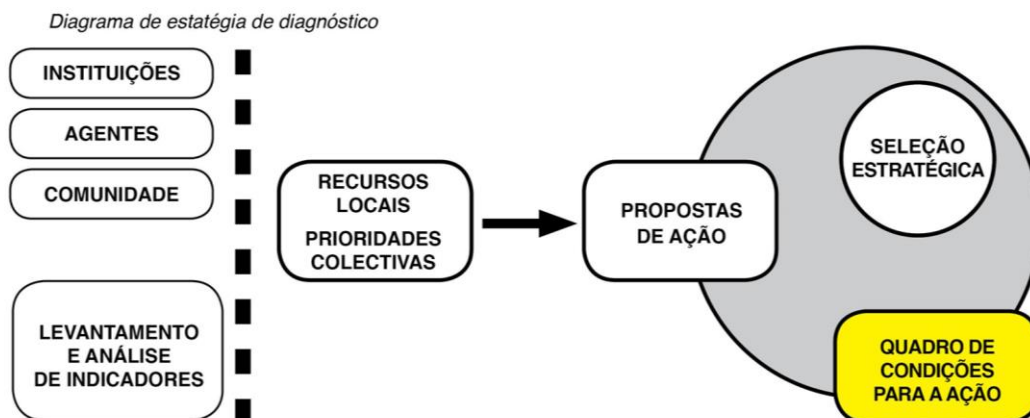 Diagrama de estatégia de diagnóstico
INSTITUIÇÕES
AGENTES
COMUNIDADE
LEVANTAMENTO
E ANÁLISE
DE INDICADORES
RECURSOS
LOCAIS
PRIORIDADES
COLECTIVAS
PROPOSTAS
DE AÇÃO
SELEÇÃO
ESTRATÉGICA
QUADRO DE
CONDIÇÕES
PARA A AÇÃO